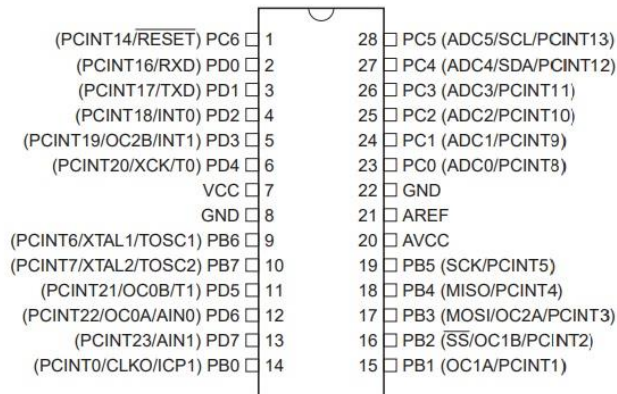 (PCINT14/RESET) PC6 1 28 PC5 (ADC5/SCL/PCINT13)
(PCINT16/RXD) PD0 2 27 PC4 (ADC4/SDA/PCINT12)
(PCINT17/TXD) PD1 3 26 PC3 (ADC3/PCINT11)
(PCINT18/INT0) PD2 4 25 PC2 (ADC2/PCINT10)
(PCINT19/OC2B/INT1) PD3 5 24 PC1 (ADC1/PCINT9)
(PCINT20/XCK/T0) PD4 6 23 PC0 (ADC0/PCINT8)
VCC 7 22 GND
GND 8 21 AREF
(PCINT6/XTAL1/TOSC1) PB6 9 20 AVCC
(PCINT7/XTAL2/TOSC2) PB7 10 19 PB5 (SCK/PCINT5)
(PCINT21/OC0B/T1) PD5 11 18 PB4 (MISO/PCINT4)
(PCINT22/OC0A/AIN0) PD6 12 17 PB3 (MOSI/OC2A/PCINT3)
(PCINT23/AIN1) PD7 13 16 PB2 (SS/OC1B/PCINT2)
(PCINT0/CLKO/ICP1) PB0 14 15 PB1 (OC1A/PCINT1)